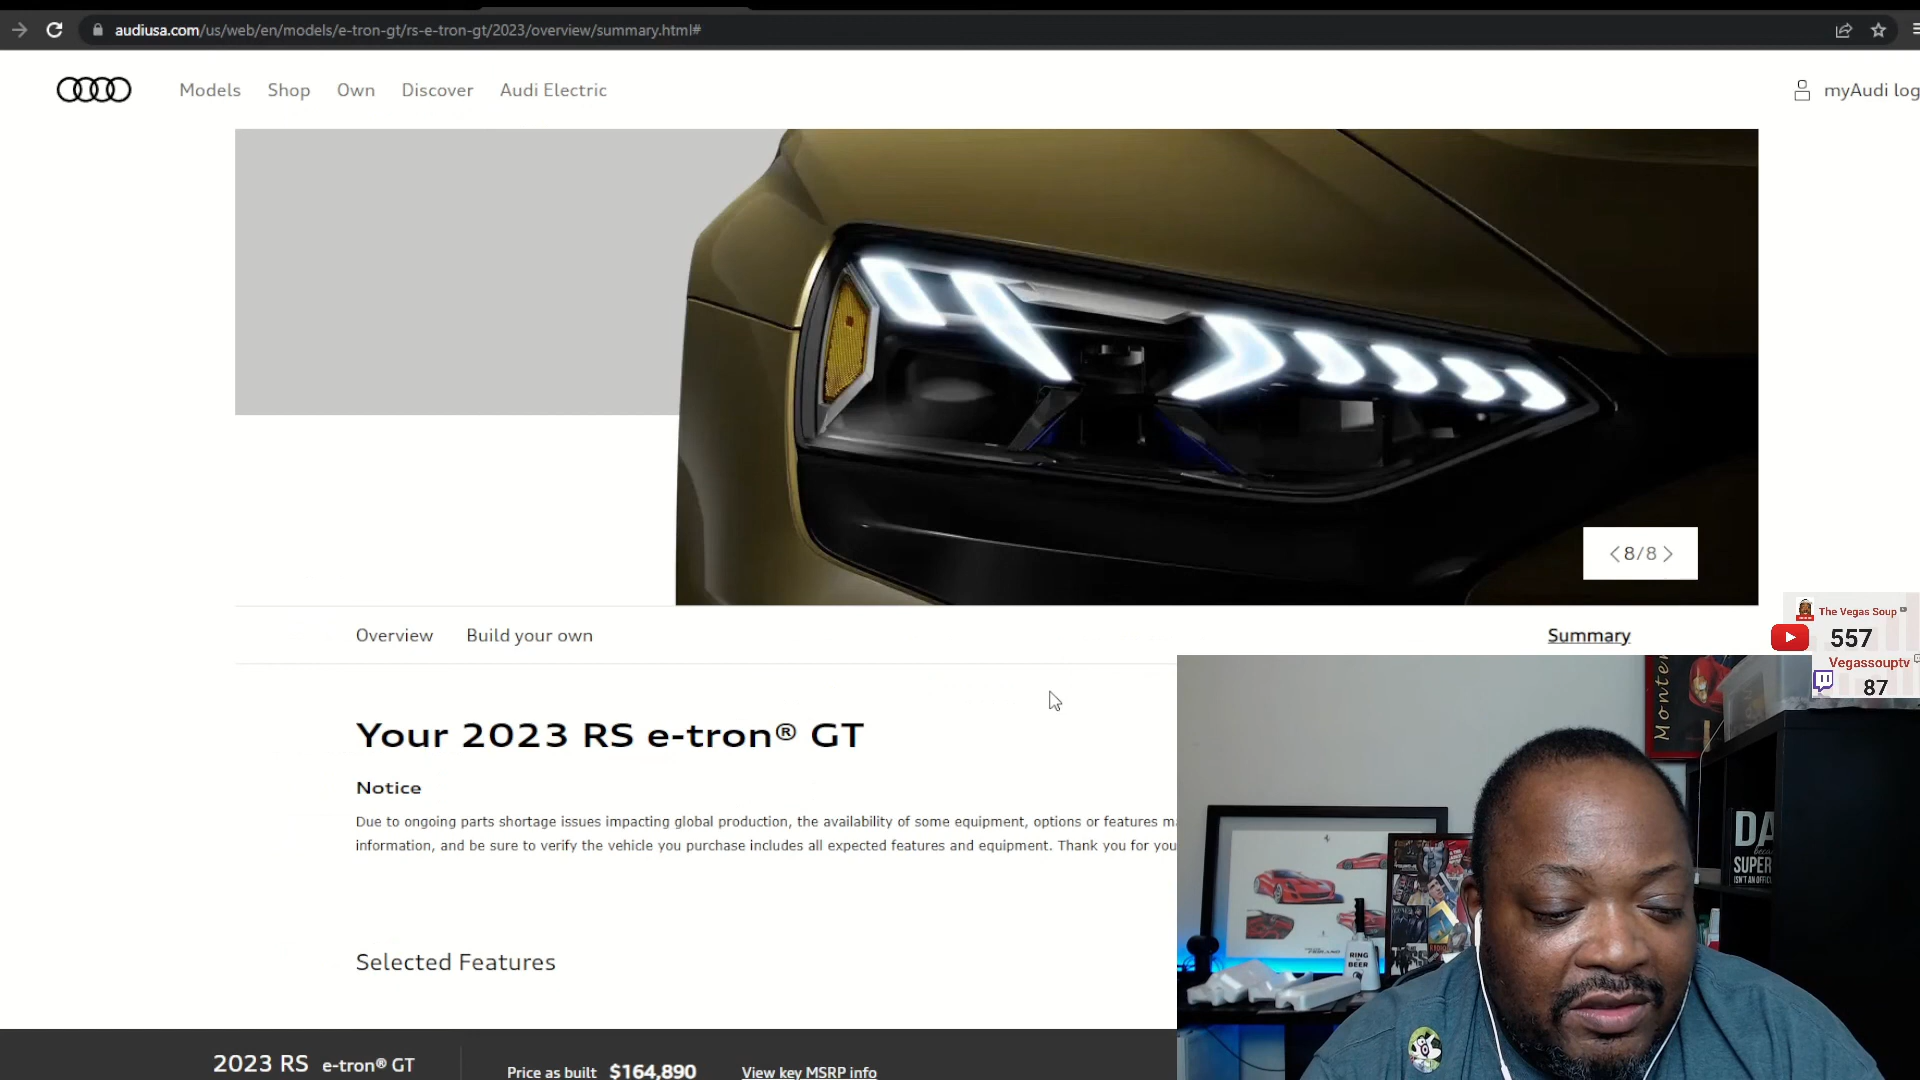 audiusa.com/us/web/en/models/e-tron-gt/rs-e-tron-gt/2023/overview/summary.html#
Models Shop Own Discover Audi Electric
myAudi log
8/8
Overview Build your own Summary
The Vegas Soup
557
Vegassouptv
87
Your 2023 RS e-tron® GT
Notice
Due to ongoing parts shortage issues impacting global production, the availability of some equipment, options or features
information, and be sure to verify the vehicle you purchase includes all expected features and equipment. Thank you for
Selected Features
2023 RS e-tron® GT
Price as built $164,890 View key MSRP info
RING
BEER
SUPER